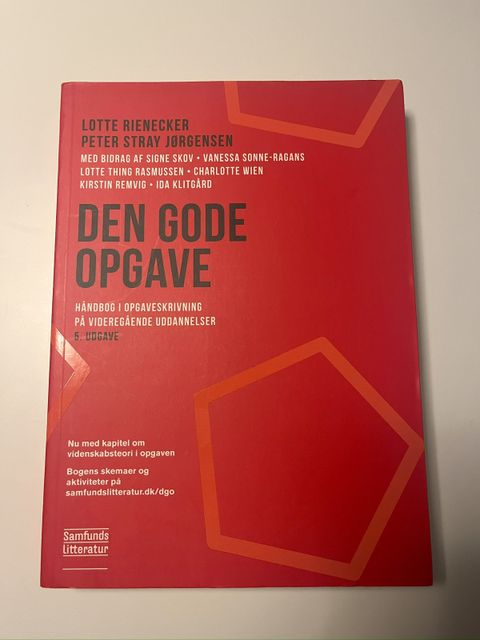 LOTTE RIENECKER
PETER STRAY JØRGENSEN
MED BIDRAG AF SIGNE SKOV • VANESSA SONNE-RAGANS
LOTTE THING RASMUSSEN • CHARLOTTE WIEN
KIRSTIN REMVIG • IDA KLITGÅRD
DEN GODE
OPGAVE
HÅNDBOG I OPGAVESKRIVNING
PÅ VIDEREGÅENDE UDDANNELSER
5. UDGAVE
Nu med kapitel om
videnskabsteori i opgaven
Bogens skemaer og
aktiviteter på
samfundslitteratur.dk/dgo
Samfunds
Litteratur